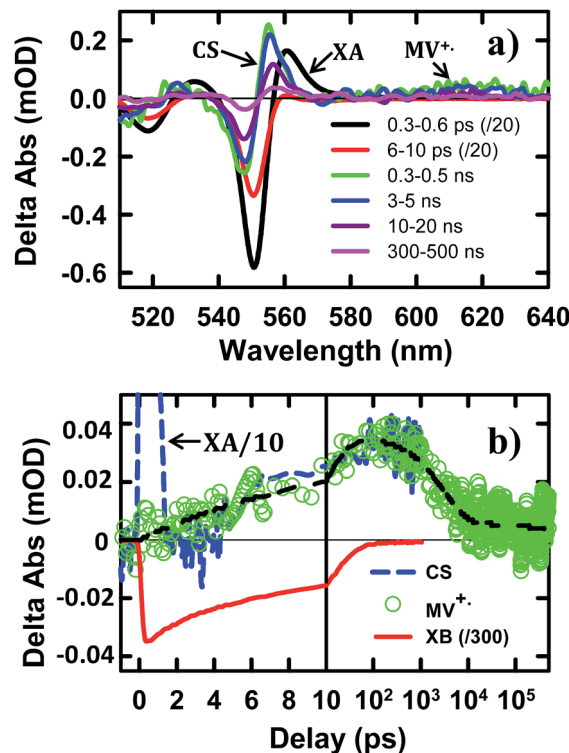 0.2
0.0
-0.2
-0.4
-0.6
Delta Abs (mOD)
CS
XA
MV+·
a)
0.3-0.6 ps (/20)
6-10 ps (/20)
0.3-0.5 ns
3-5 ns
10-20 ns
300-500 ns
520 540 560 580 600 620 640
Wavelength (nm)
0.04
0.02
0
-0.02
-0.04
Delta Abs (mOD)
XA/10
b)
CS
MV+·
XB (/300)
0 2 4 6 8 10 10² 10³ 10⁴ 10⁵
Delay (ps)